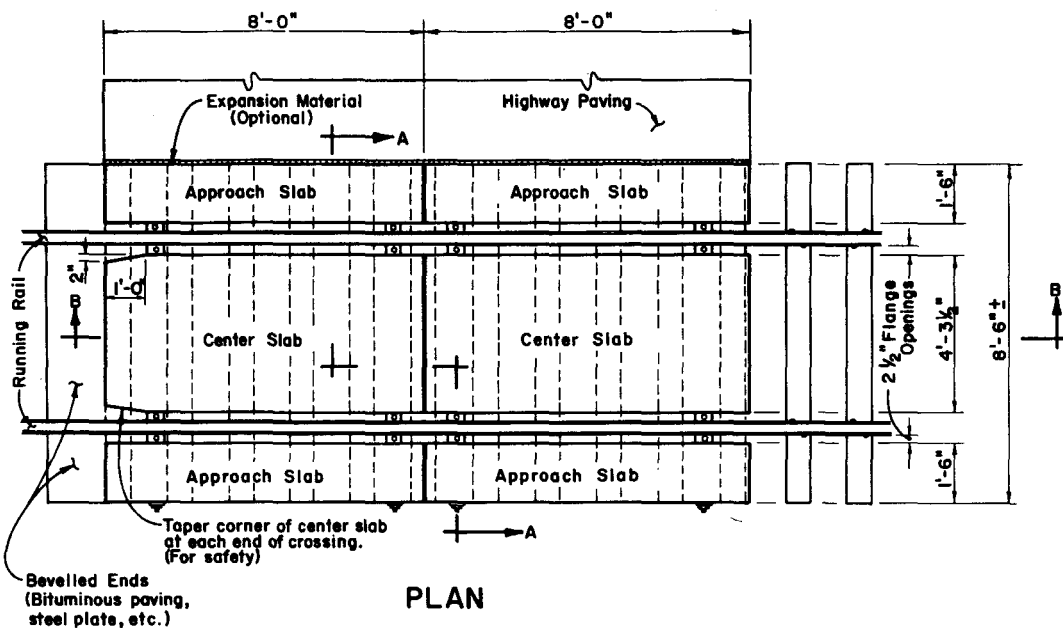 8'-0"
8'-0"
Expansion Material
(Optional)
Highway Paving
A
Approach Slab
Approach Slab
1'-6"
2"
1'-0"
Running Rail
B
Center Slab
Center Slab
2 ½" Flange
Openings
4'-3½"
8'-6" ±
B
Approach Slab
Approach Slab
1'-6"
Taper corner of center slab
at each end of crossing.
(For safety)
A
Bevelled Ends
(Bituminous paving,
steel plate, etc.)
PLAN